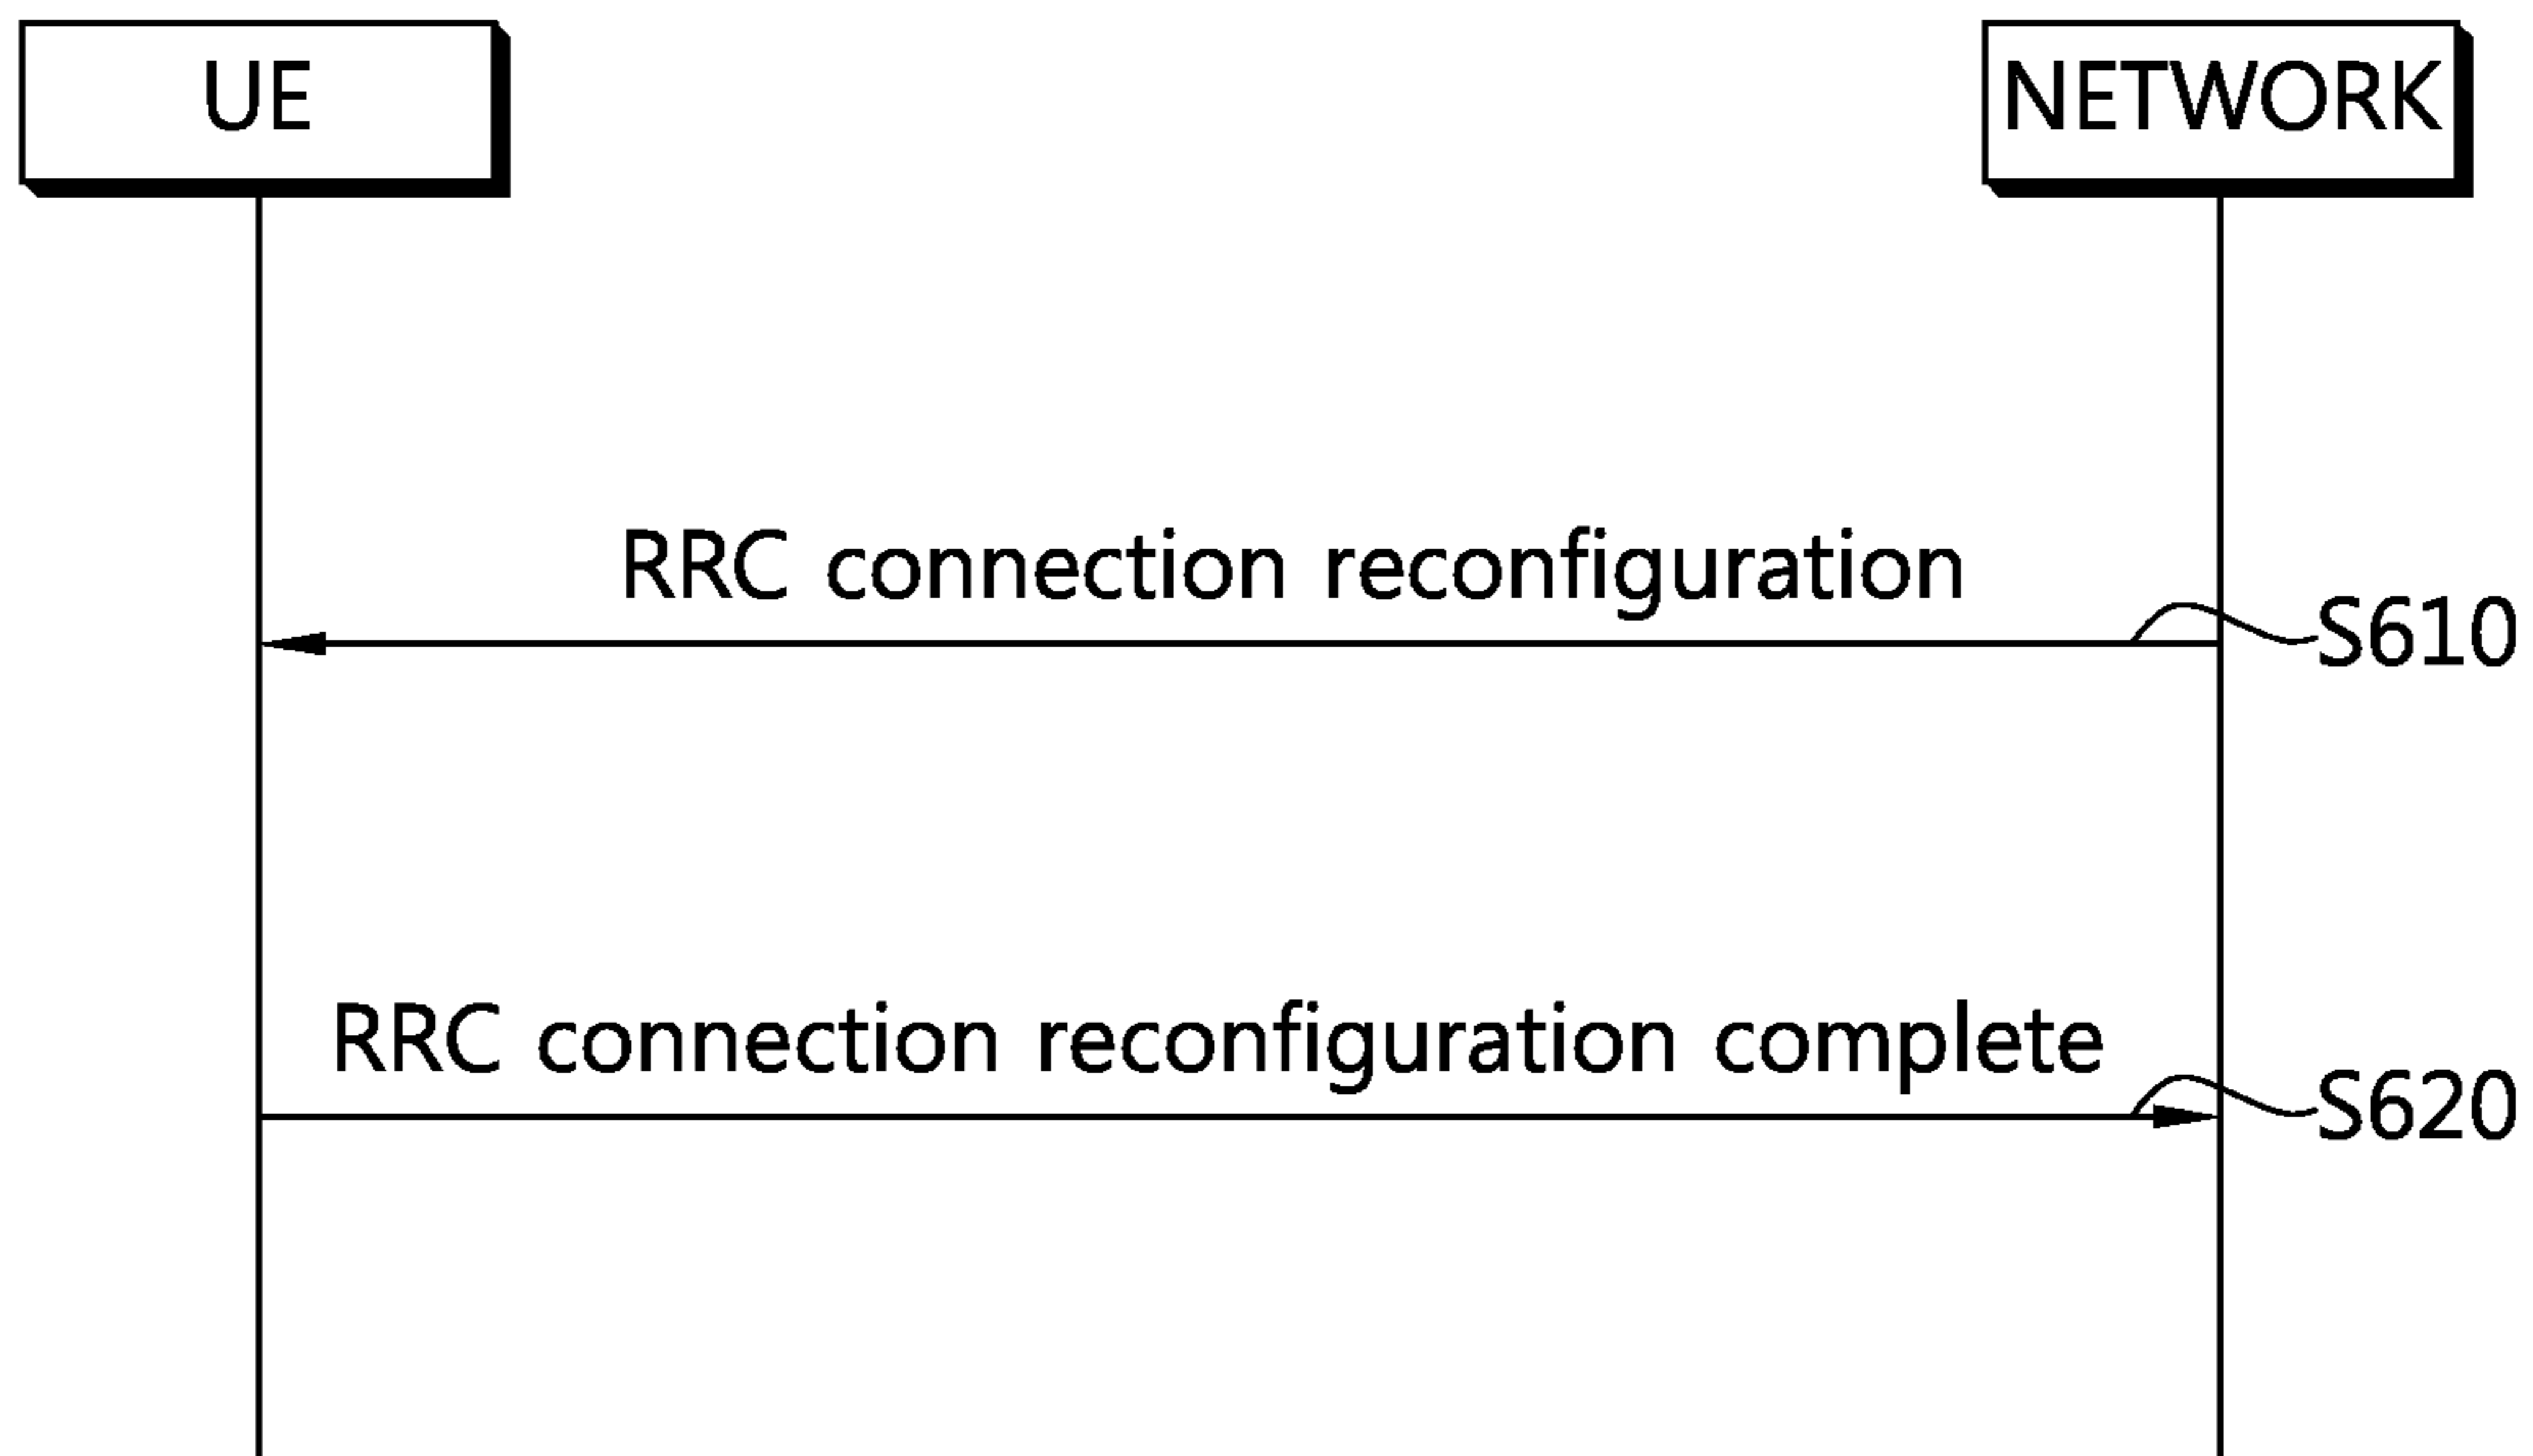 UE
NETWORK
RRC connection reconfiguration
S610
RRC connection reconfiguration complete
S620